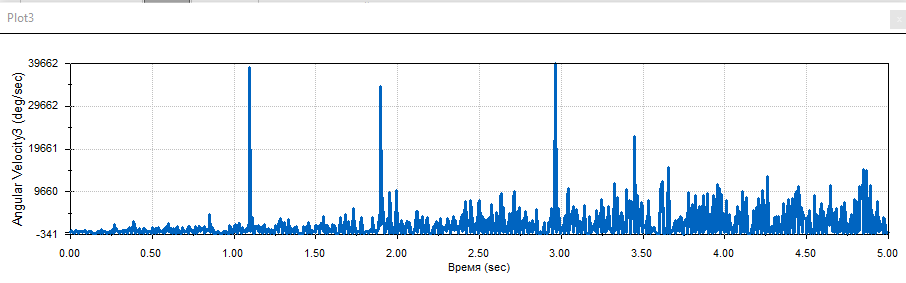 Plot3
39662
29662
19661
9660
-341
Angular Velocity3 (deg/sec)
0.00 0.50 1.00 1.50 2.00 2.50 3.00 3.50 4.00 4.50 5.00
Время (sec)